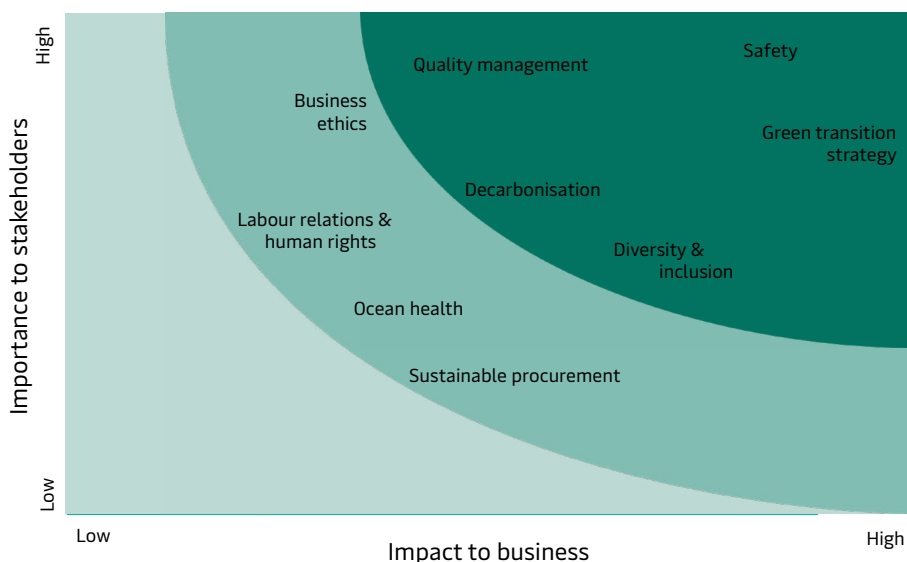 High
Safety
Quality management
Business
ethics
Green transition
strategy
Decarbonisation
Labour relations &
human rights
Diversity &
inclusion
Ocean health
Sustainable procurement
Importance to stakeholders
Low
Low
High
Impact to business